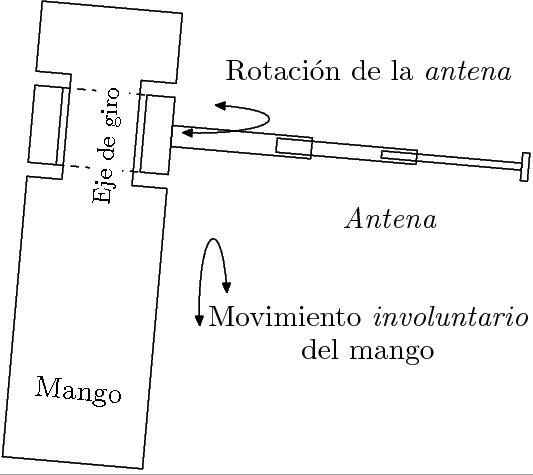 Rotación de la antena
Eje de giro
Antena
Movimiento involuntario
del mango
Mango